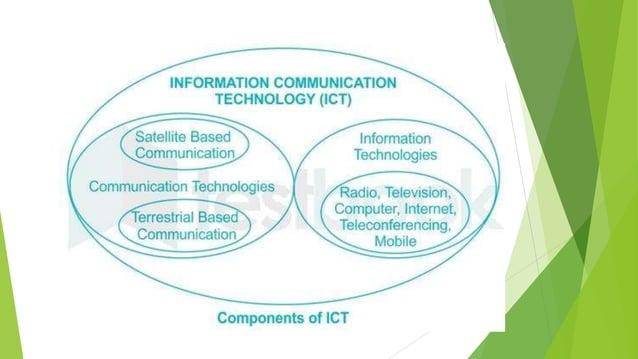 INFORMATION COMMUNICATION
TECHNOLOGY (ICT)
Satellite Based
Communication
Communication Technologies
Terrestrial Based
Communication
Information
Technologies
Radio, Television,
Computer, Internet,
Teleconferencing,
Mobile
Components of ICT